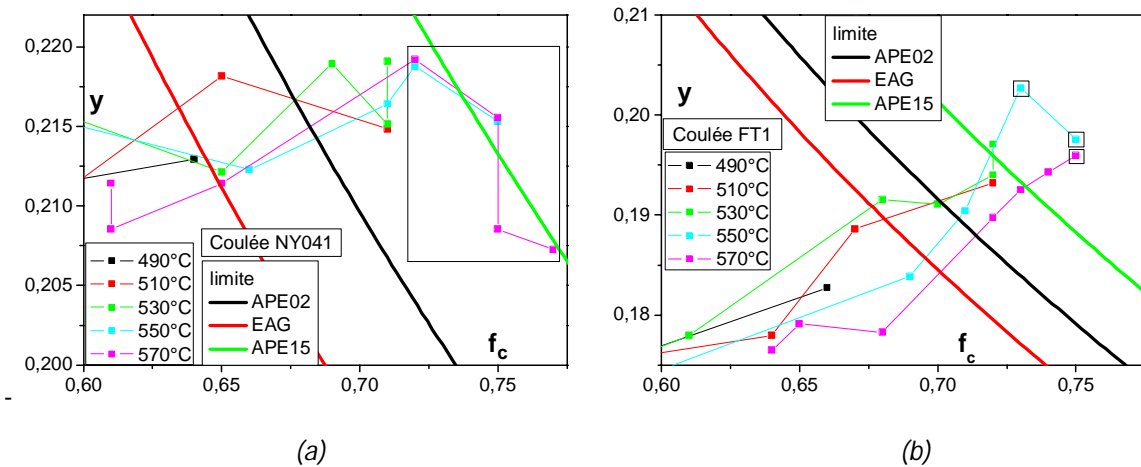 0,220
0,215
0,210
0,205
0,200
y
Coulée NY041
490°C
510°C
530°C
550°C
570°C
limite
APE02
EAG
APE15
f_c
0,60 0,65 0,70 0,75
-
(a)
0,21
0,20
0,19
0,18
y
limite
APE02
EAG
APE15
Coulée FT1
490°C
510°C
530°C
550°C
570°C
f_c
0,60 0,65 0,70 0,75
(b)